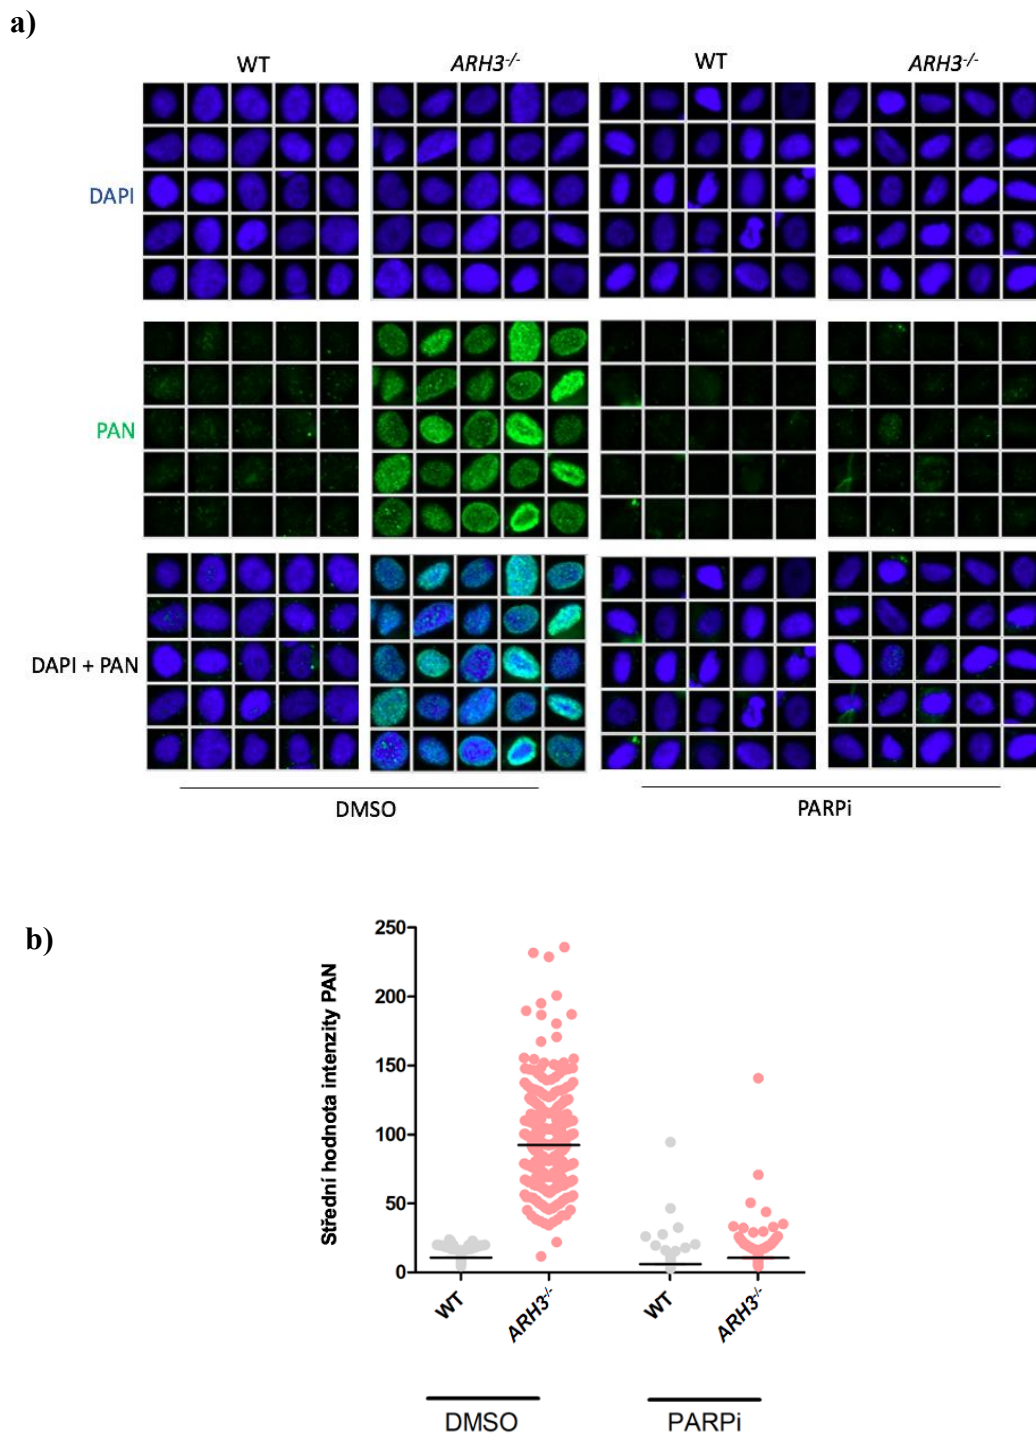 a)
WT ARH3-/- WT ARH3-/-
DAPI
PAN
DAPI + PAN
DMSO PARPi
b)
Střední hodnota intenzity PAN
250
200
150
100
50
0
WT ARH3-/- WT ARH3-/-
DMSO PARPi